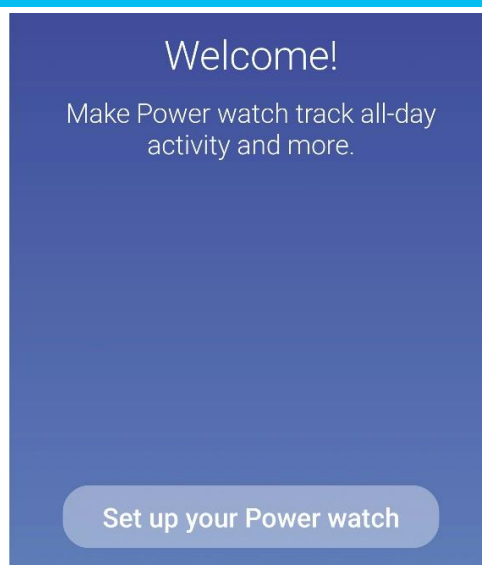 Welcome!
Make Power watch track all-day
activity and more.
Set up your Power watch